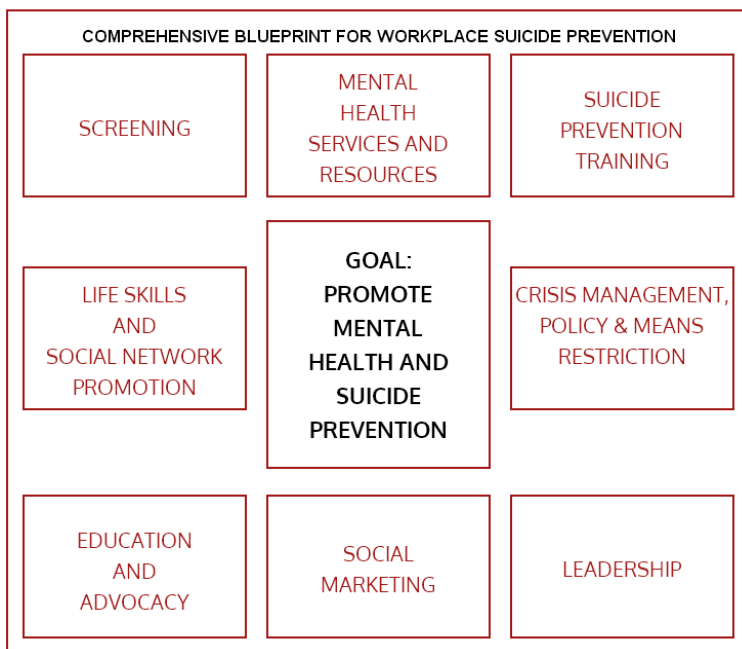 COMPREHENSIVE BLUEPRINT FOR WORKPLACE SUICIDE PREVENTION
SCREENING
MENTAL
HEALTH
SERVICES AND
RESOURCES
SUICIDE
PREVENTION
TRAINING
LIFE SKILLS
AND
SOCIAL NETWORK
PROMOTION
GOAL:
PROMOTE
MENTAL
HEALTH AND
SUICIDE
PREVENTION
CRISIS MANAGEMENT,
POLICY & MEANS
RESTRICTION
EDUCATION
AND
ADVOCACY
SOCIAL
MARKETING
LEADERSHIP